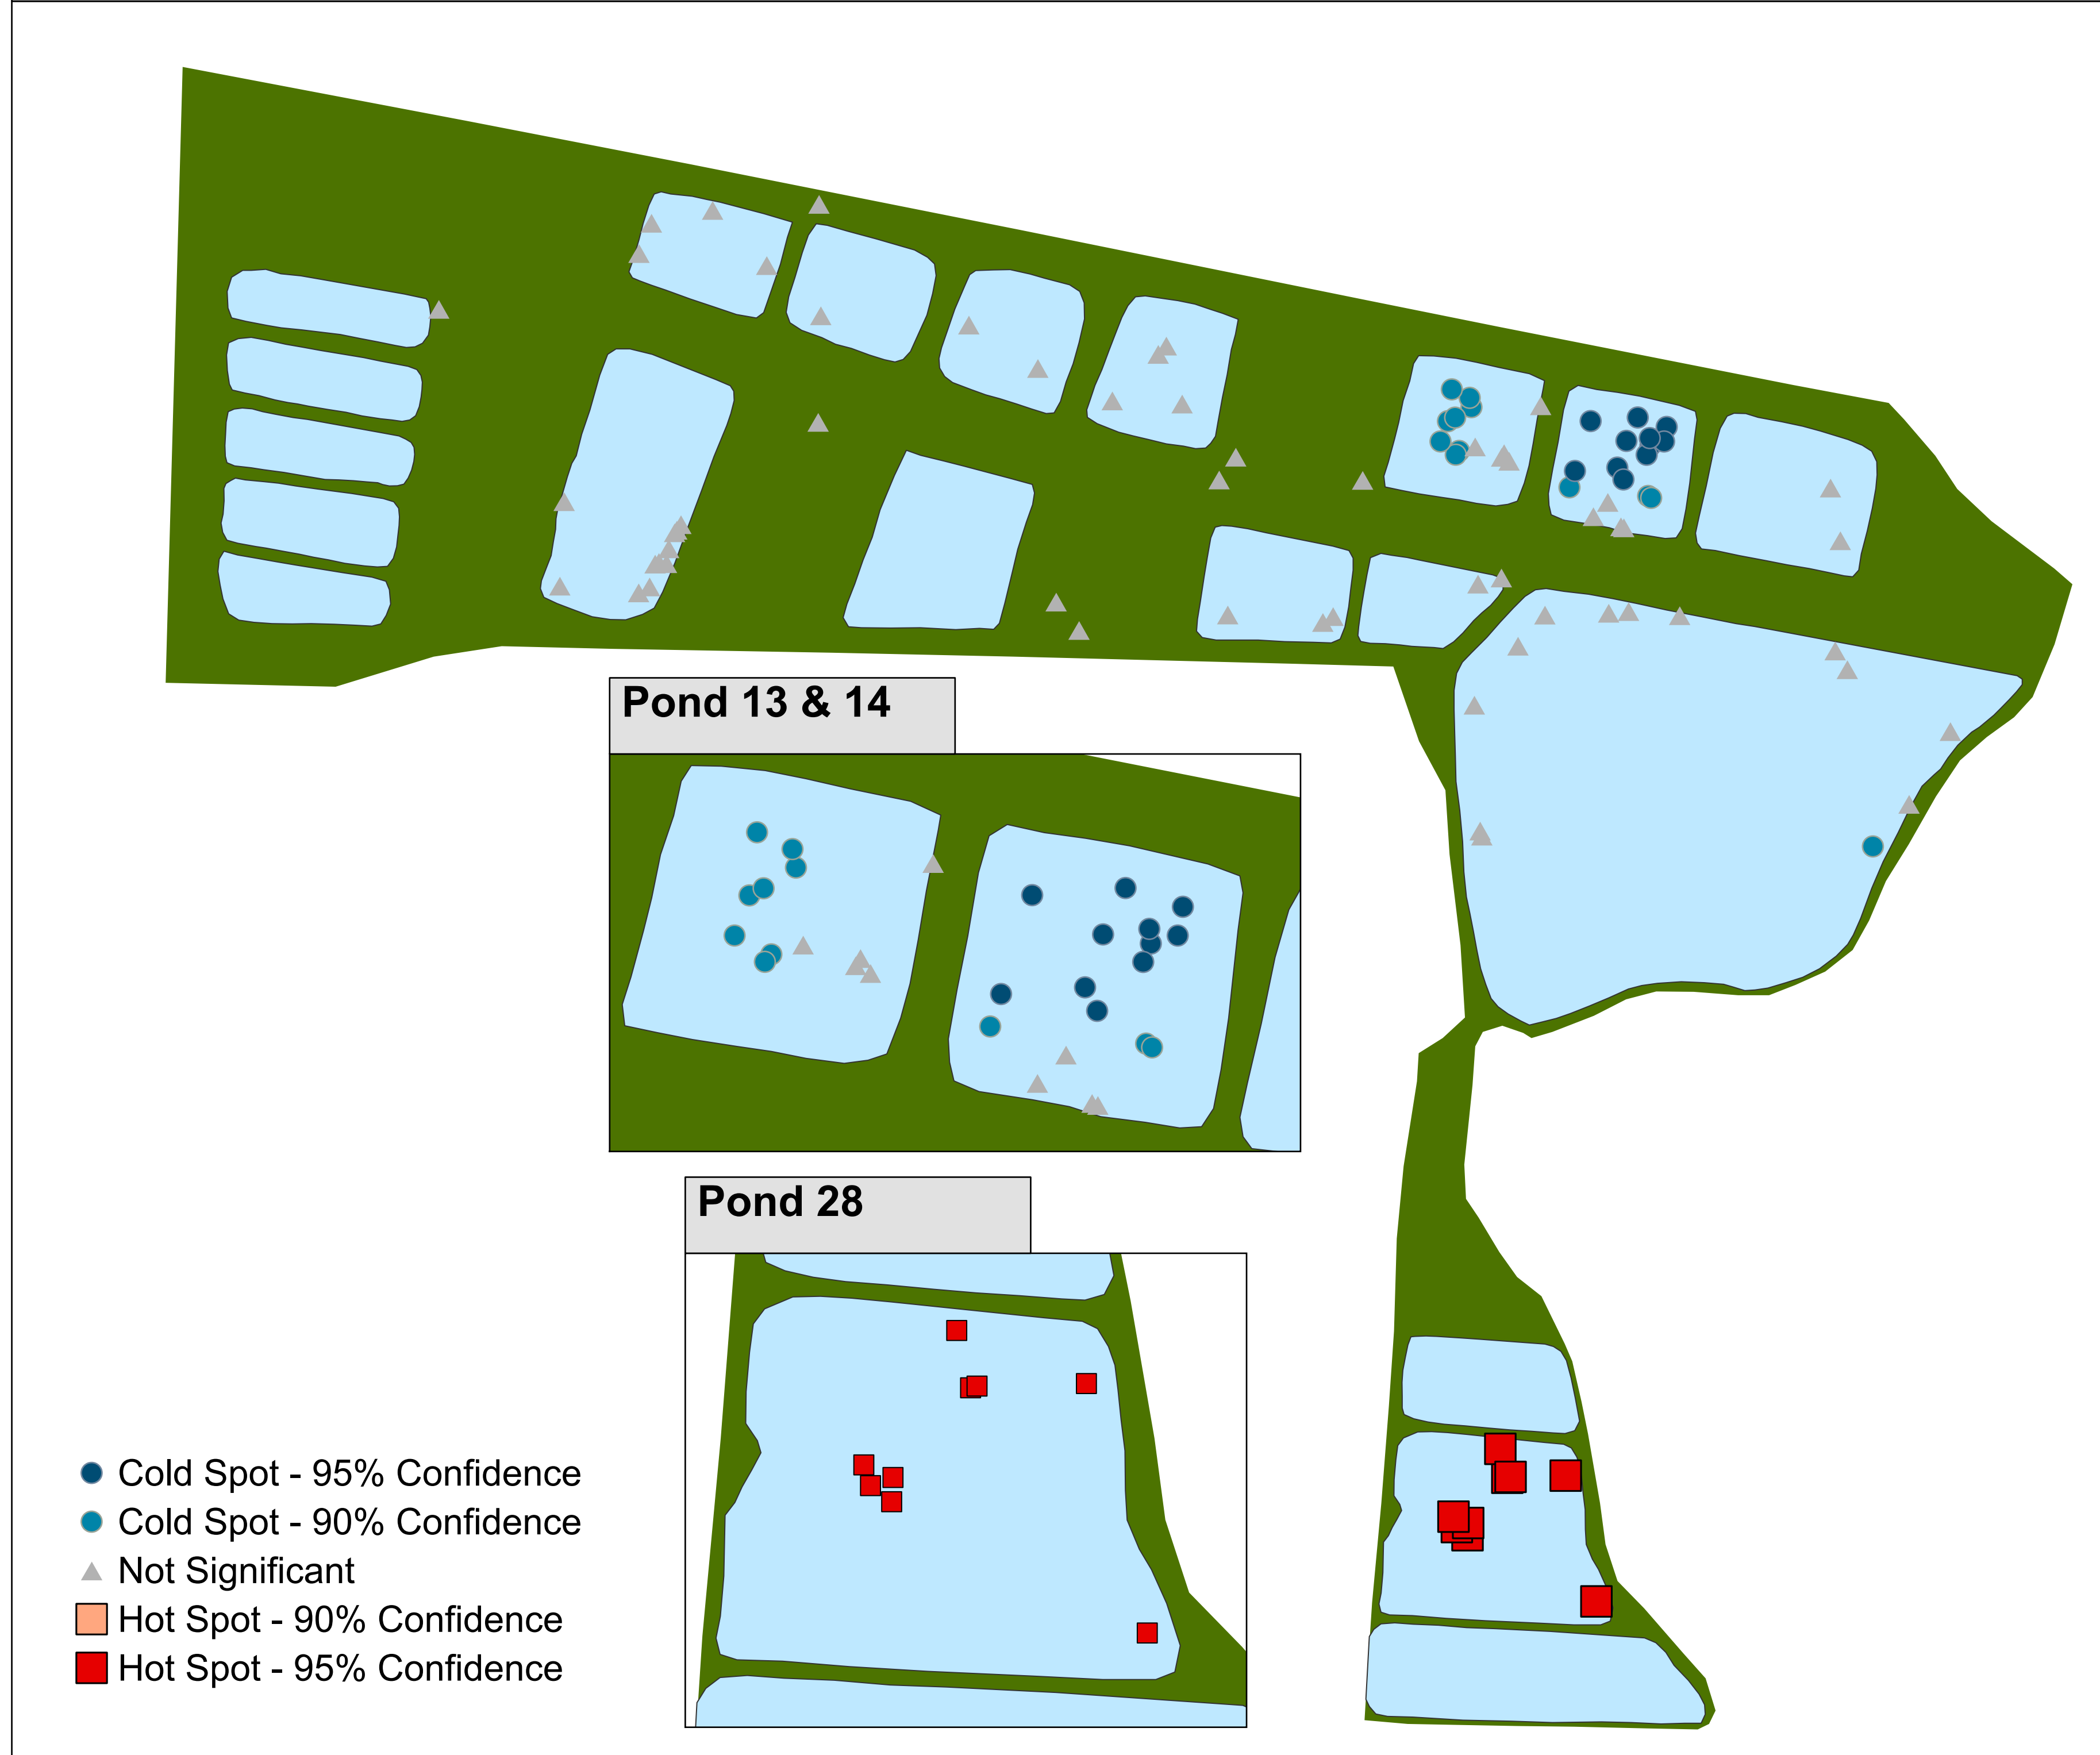 Pond 13 & 14
Pond 28
Cold Spot - 95% Confidence
Cold Spot - 90% Confidence
Not Significant
Hot Spot - 90% Confidence
Hot Spot - 95% Confidence